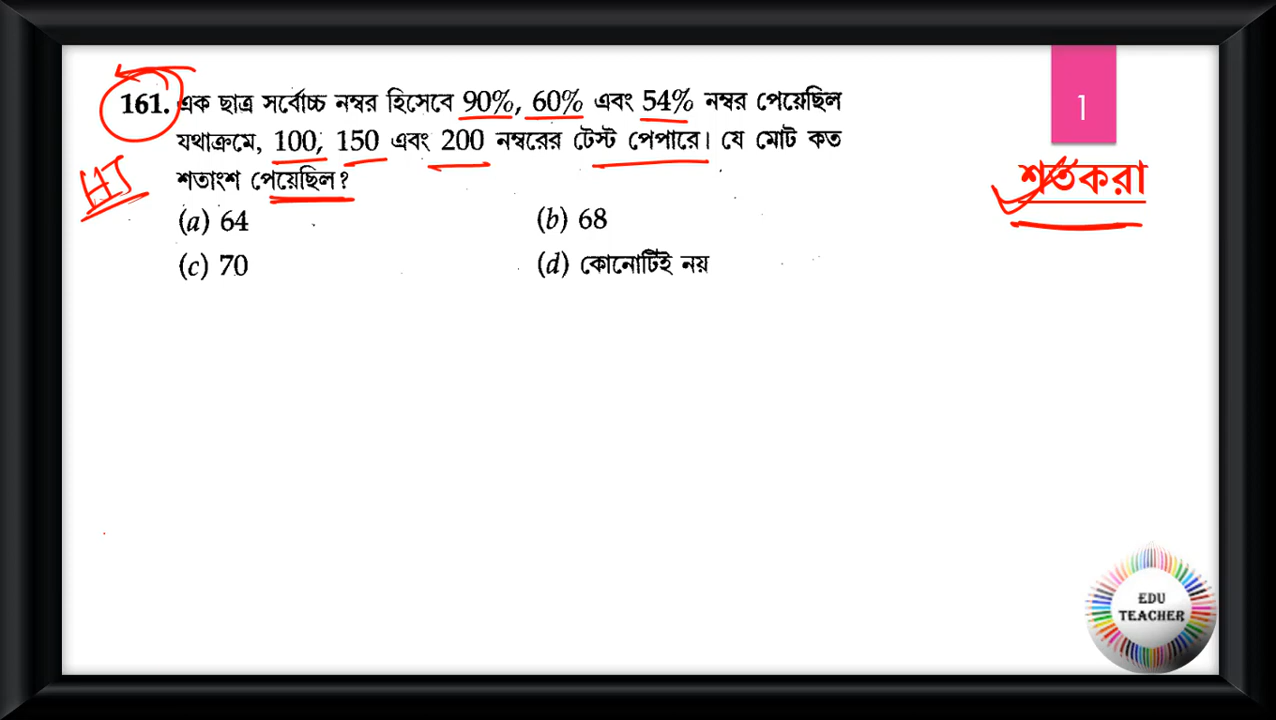 161. এক ছাত্র সর্বোচ্চ নম্বর হিসেবে 90%, 60% এবং 54% নম্বর পেয়েছিল
যথাক্রমে, 100, 150 এবং 200 নম্বরের টেস্ট পেপারে। যে মোট কত
শতাংশ পেয়েছিল?
(a) 64 (b) 68
(c) 70 (d) কোনোটিই নয়
1
শতকরা
EDU
TEACHER